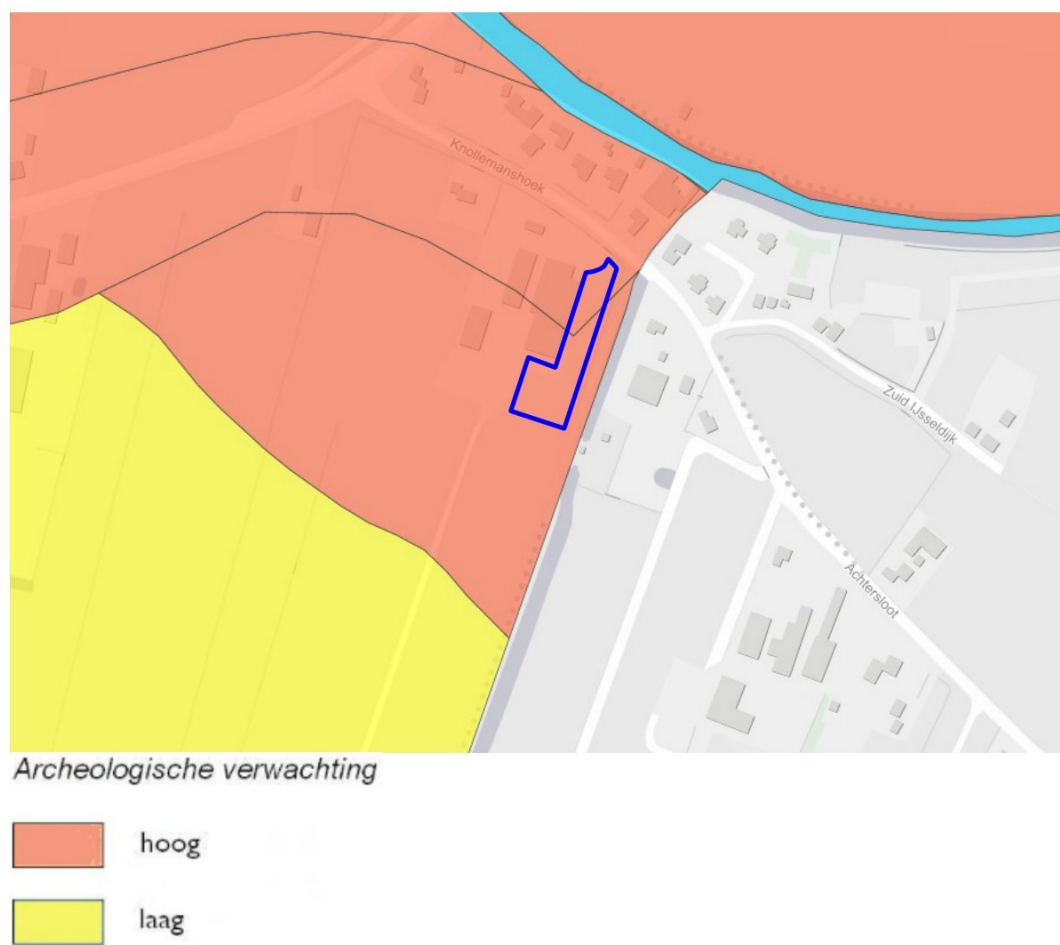 Knollemanshoek
Zuid IJsseldijk
Achtersloot
Archeologische verwachting
hoog
laag